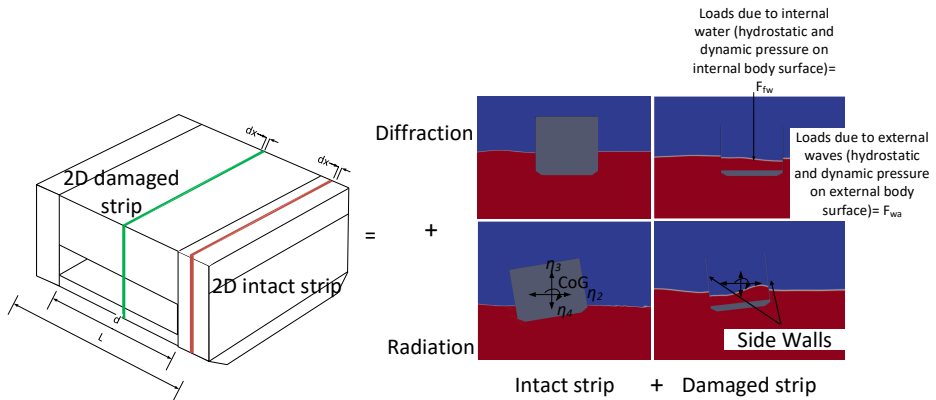 Loads due to internal
water (hydrostatic and
dynamic pressure on
internal body surface)=
Ffw
dx
dx
Diffraction
Loads due to external
waves (hydrostatic
and dynamic pressure
on external body
surface)= Fwa
2D damaged
strip
=
+
2D intact strip
η3
CoG
η2
η4
d
L
Side Walls
Radiation
Intact strip + Damaged strip